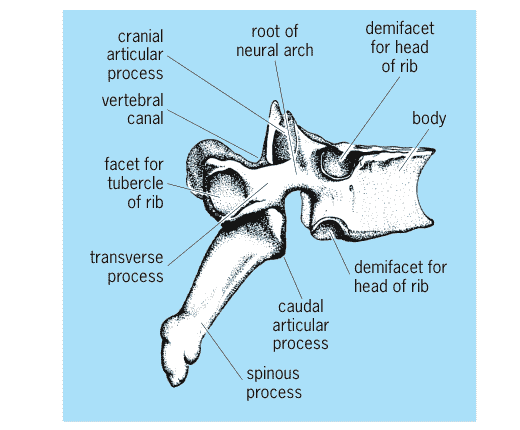 cranial
articular
process
root of
neural arch
demifacet
for head
of rib
vertebral
canal
body
facet for
tubercle
of rib
transverse
process
demifacet for
head of rib
caudal
articular
process
spinous
process